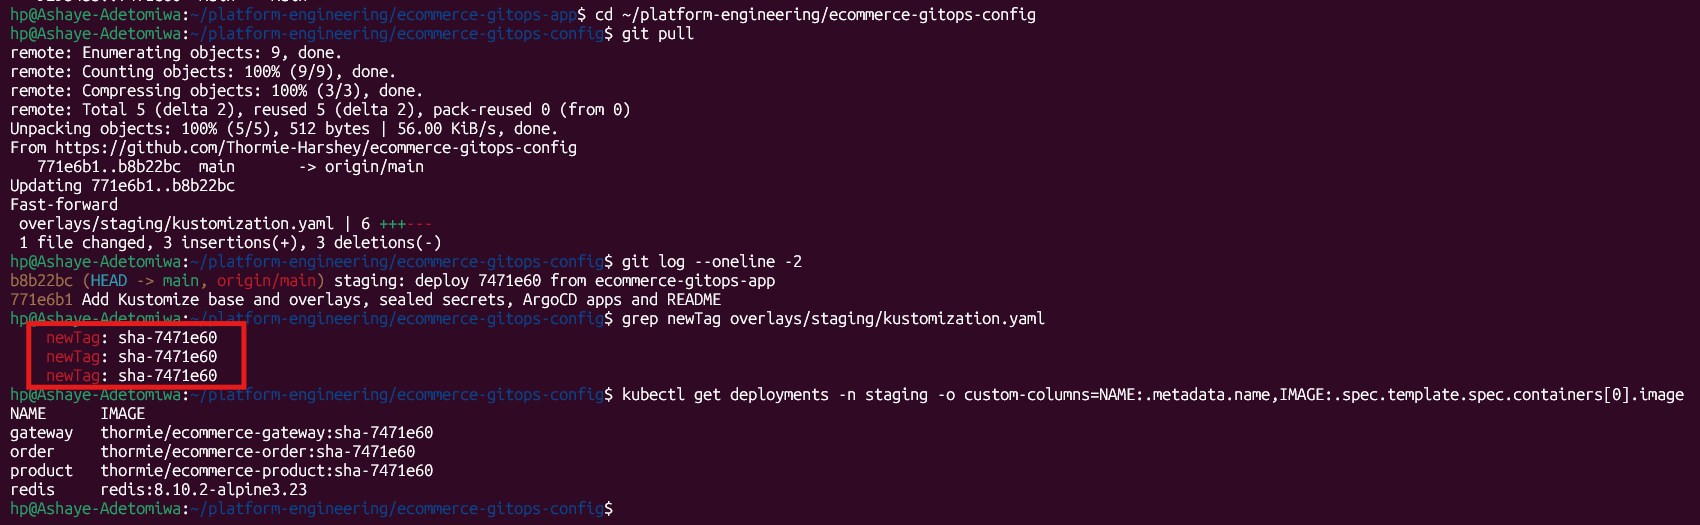 hp@Ashaye-Adetomiwa:~/platform-engineering/ecommerce-gitops-app$ cd ~/platform-engineering/ecommerce-gitops-config
hp@Ashaye-Adetomiwa:~/platform-engineering/ecommerce-gitops-config$ git pull
remote: Enumerating objects: 9, done.
remote: Counting objects: 100% (9/9), done.
remote: Compressing objects: 100% (3/3), done.
remote: Total 5 (delta 2), reused 5 (delta 2), pack-reused 0 (from 0)
Unpacking objects: 100% (5/5), 512 bytes | 56.00 KiB/s, done.
From https://github.com/Thormie-Harshey/ecommerce-gitops-config
   771e6b1..b8b22bc  main       -> origin/main
Updating 771e6b1..b8b22bc
Fast-forward
 overlays/staging/kustomization.yaml | 6 +++---
 1 file changed, 3 insertions(+), 3 deletions(-)
hp@Ashaye-Adetomiwa:~/platform-engineering/ecommerce-gitops-config$ git log --oneline -2
b8b22bc (HEAD -> main, origin/main) staging: deploy 7471e60 from ecommerce-gitops-app
771e6b1 Add Kustomize base and overlays, sealed secrets, ArgoCD apps and README
hp@Ashaye-Adetomiwa:~/platform-engineering/ecommerce-gitops-config$ grep newTag overlays/staging/kustomization.yaml
    newTag: sha-7471e60
    newTag: sha-7471e60
    newTag: sha-7471e60
hp@Ashaye-Adetomiwa:~/platform-engineering/ecommerce-gitops-config$ kubectl get deployments -n staging -o custom-columns=NAME:.metadata.name,IMAGE:.spec.template.spec.containers[0].image
NAME      IMAGE
gateway   thormie/ecommerce-gateway:sha-7471e60
order     thormie/ecommerce-order:sha-7471e60
product   thormie/ecommerce-product:sha-7471e60
redis     redis:8.10.2-alpine3.23
hp@Ashaye-Adetomiwa:~/platform-engineering/ecommerce-gitops-config$